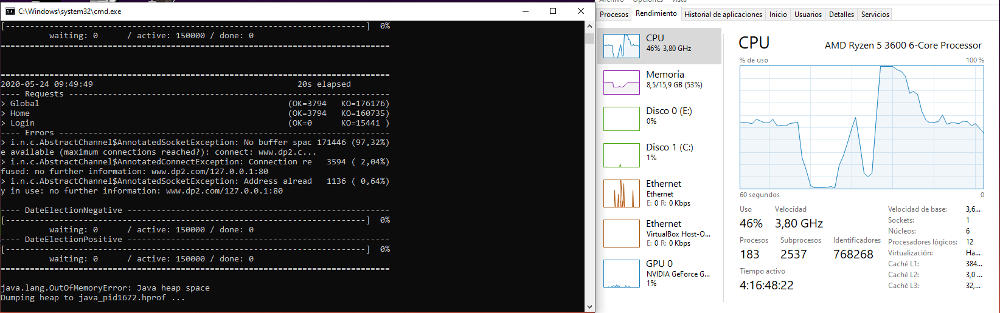 C:\Windows\system32\cmd.exe
[--------------------------------------------------------------------------]  0%
          waiting: 0      / active: 150000 / done: 0
================================================================================
================================================================================
2020-05-24 09:49:49                                          20s elapsed
---- Requests ------------------------------------------------------------------
> Global                                                   (OK=3794   KO=176176)
> Home                                                     (OK=3794   KO=160735)
> Login                                                    (OK=0      KO=15441 )
---- Errors --------------------------------------------------------------------
> i.n.c.AbstractChannel$AnnotatedSocketException: No buffer spac 171446 (97,32%)
e available (maximum connections reached?): connect: www.dp2.c...
> i.n.c.AbstractChannel$AnnotatedConnectException: Connection re   3594 ( 2,04%)
fused: no further information: www.dp2.com/127.0.0.1:80
> i.n.c.AbstractChannel$AnnotatedSocketException: Address alread   1136 ( 0,64%)
y in use: no further information: www.dp2.com/127.0.0.1:80
---- DateElectionNegative ------------------------------------------------------
[--------------------------------------------------------------------------]  0%
          waiting: 0      / active: 150000 / done: 0
---- DateElectionPositive ------------------------------------------------------
[--------------------------------------------------------------------------]  0%
          waiting: 0      / active: 150000 / done: 0
================================================================================
java.lang.OutOfMemoryError: Java heap space
Dumping heap to java_pid1672.hprof ...
Archivo Opciones Vista
Procesos Rendimiento Historial de aplicaciones Inicio Usuarios Detalles Servicios
CPU
46% 3,80 GHz
Memoria
8,5/15,9 GB (53%)
Disco 0 (E:)
0%
Disco 1 (C:)
1%
Ethernet
Ethernet
E: 0 R: 0 Kbps
Ethernet
VirtualBox Host-O...
E: 0 R: 0 Kbps
GPU 0
NVIDIA GeForce G...
1%
CPU AMD Ryzen 5 3600 6-Core Processor
% de uso 100 %
60 segundos 0
Uso Velocidad
46% 3,80 GHz
Procesos Subprocesos Identificadores
183 2537 768268
Tiempo activo
4:16:48:22
Velocidad de base: 3,6...
Sockets: 1
Núcleos: 6
Procesadores lógicos: 12
Virtualización: Ha...
Caché L1: 384...
Caché L2: 3,0 ...
Caché L3: 32,...